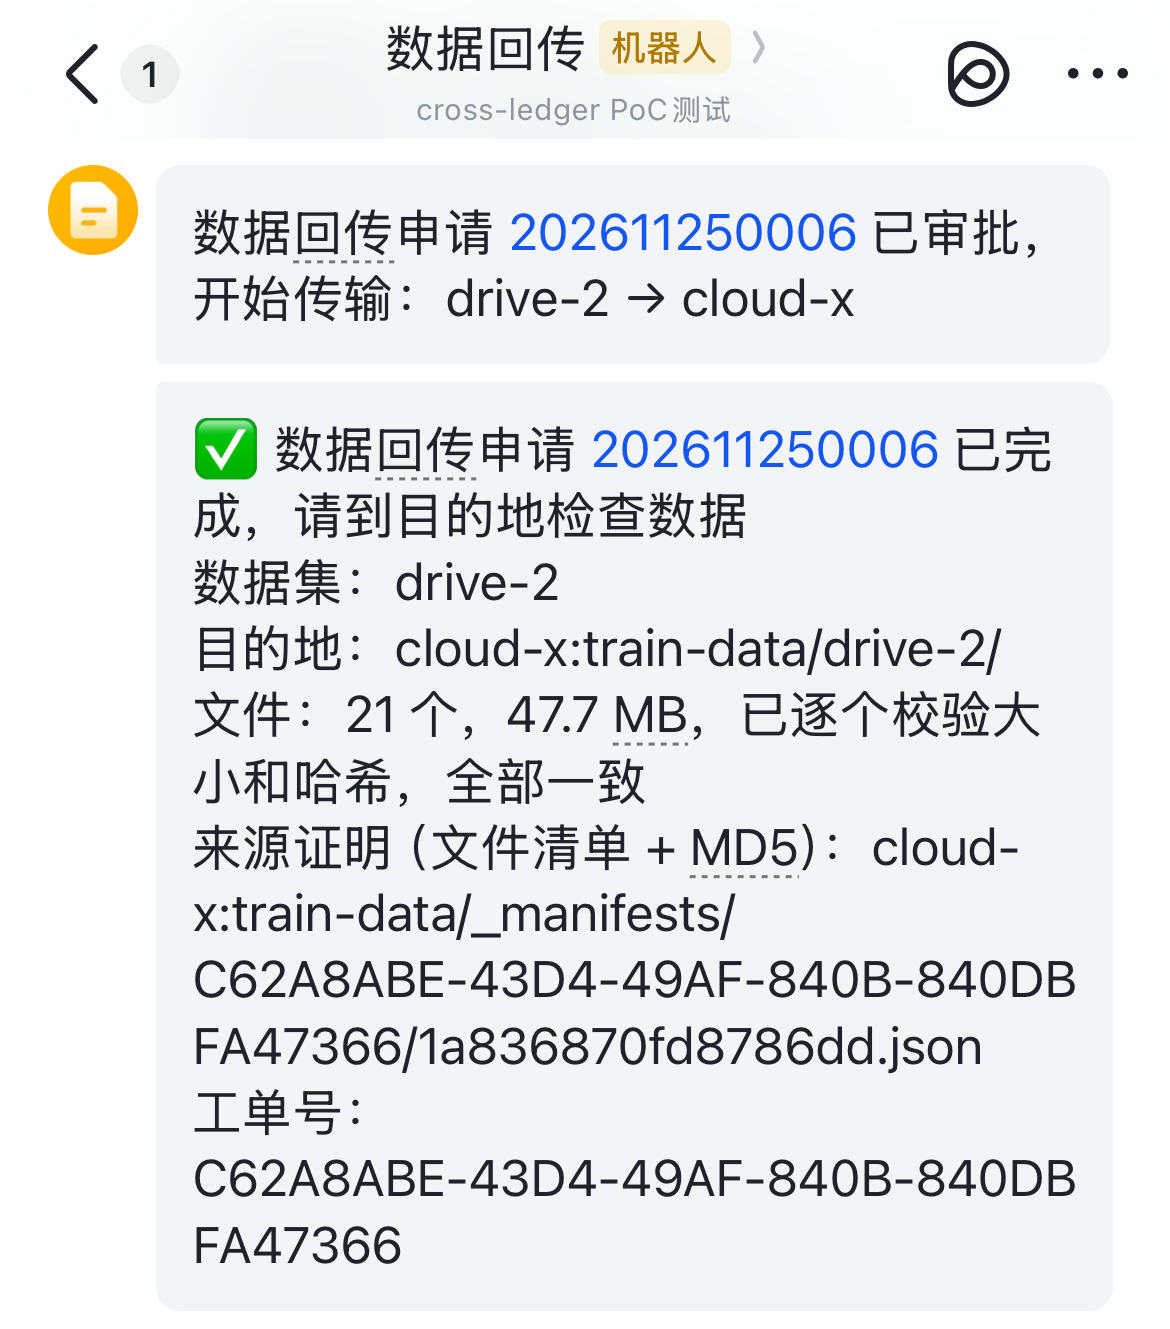 1
数据回传 机器人
cross-ledger PoC测试
数据回传申请 202611250006 已审批，
开始传输：drive-2 → cloud-x
✅ 数据回传申请 202611250006 已完
成，请到目的地检查数据
数据集：drive-2
目的地：cloud-x:train-data/drive-2/
文件：21 个，47.7 MB，已逐个校验大
小和哈希，全部一致
来源证明（文件清单 + MD5）：cloud-
x:train-data/_manifests/
C62A8ABE-43D4-49AF-840B-840DB
FA47366/1a836870fd8786dd.json
工单号：
C62A8ABE-43D4-49AF-840B-840DB
FA47366